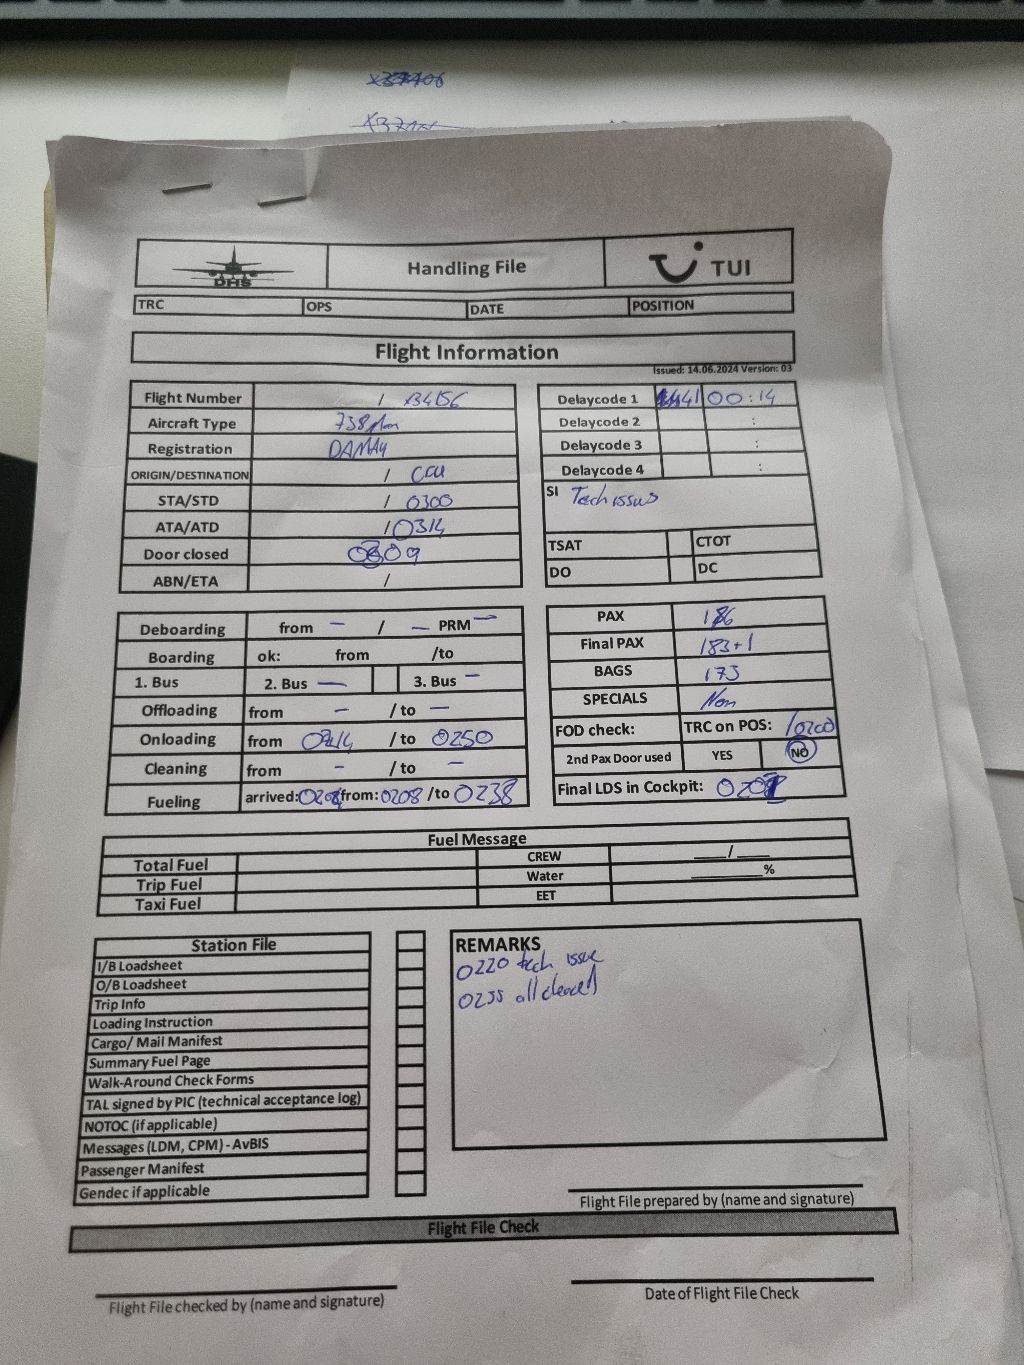 X37406
DHS
Handling File
TUI
TRC OPS DATE POSITION
Flight Information
Issued: 14.06.2024 Version: 03
Flight Number / X34156
Aircraft Type 738
Registration DAMAY
ORIGIN/DESTINATION /
STA/STD / 0300
ATA/ATD / 0314
Door closed 0309
ABN/ETA /
Delaycode 1 41 00:14
Delaycode 2 :
Delaycode 3 :
Delaycode 4 :
SI Tech issus
TSAT CTOT
DO DC
Deboarding from - / - PRM -
Boarding ok: from /to
1. Bus 2. Bus - 3. Bus -
Offloading from - / to -
Onloading from 0214 / to 0250
Cleaning from - / to -
Fueling arrived: from: 0208 /to 0238
PAX 186
Final PAX 183+1
BAGS 173
SPECIALS Non
FOD check: TRC on POS: /0200
2nd Pax Door used YES NO
Final LDS in Cockpit:
Fuel Message
Total Fuel CREW ___/___
Trip Fuel Water ______%
Taxi Fuel EET
Station File
I/B Loadsheet
O/B Loadsheet
Trip Info
Loading Instruction
Cargo/ Mail Manifest
Summary Fuel Page
Walk-Around Check Forms
TAL signed by PIC (technical acceptance log)
NOTOC (if applicable)
Messages (LDM, CPM) - AvBIS
Passenger Manifest
Gendec if applicable
REMARKS
0220 tech issue
0255 all cleared
Flight File prepared by (name and signature)
Flight File Check
Flight File checked by (name and signature)
Date of Flight File Check